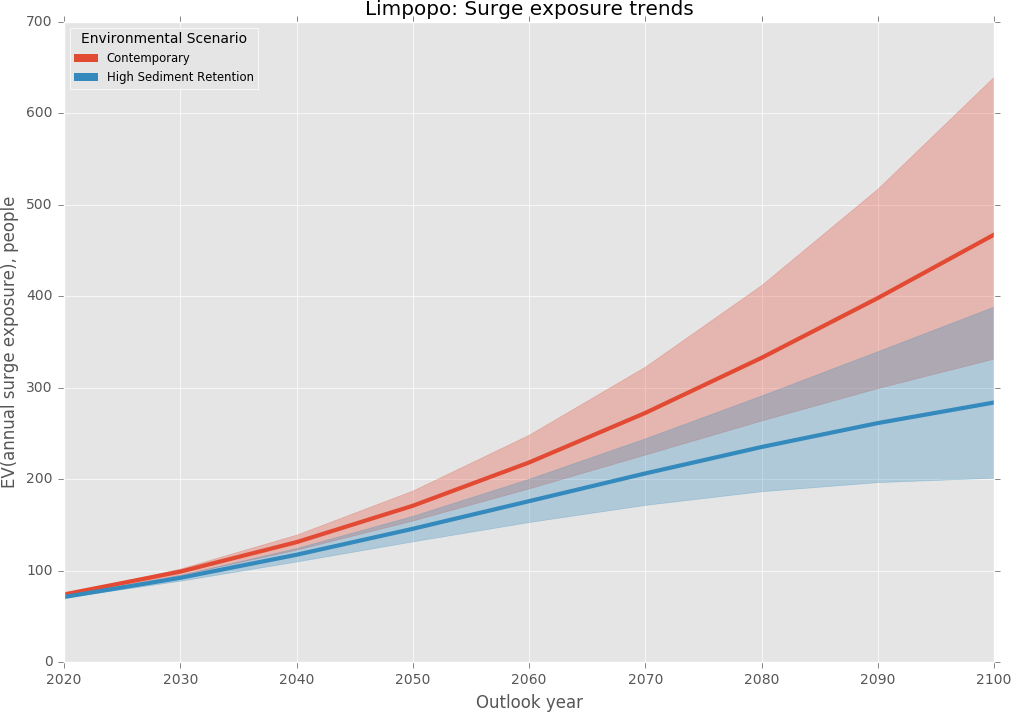 Limpopo: Surge exposure trends
Environmental Scenario
Contemporary
High Sediment Retention
EV(annual surge exposure), people
700
600
500
400
300
200
100
0
2020 2030 2040 2050 2060 2070 2080 2090 2100
Outlook year